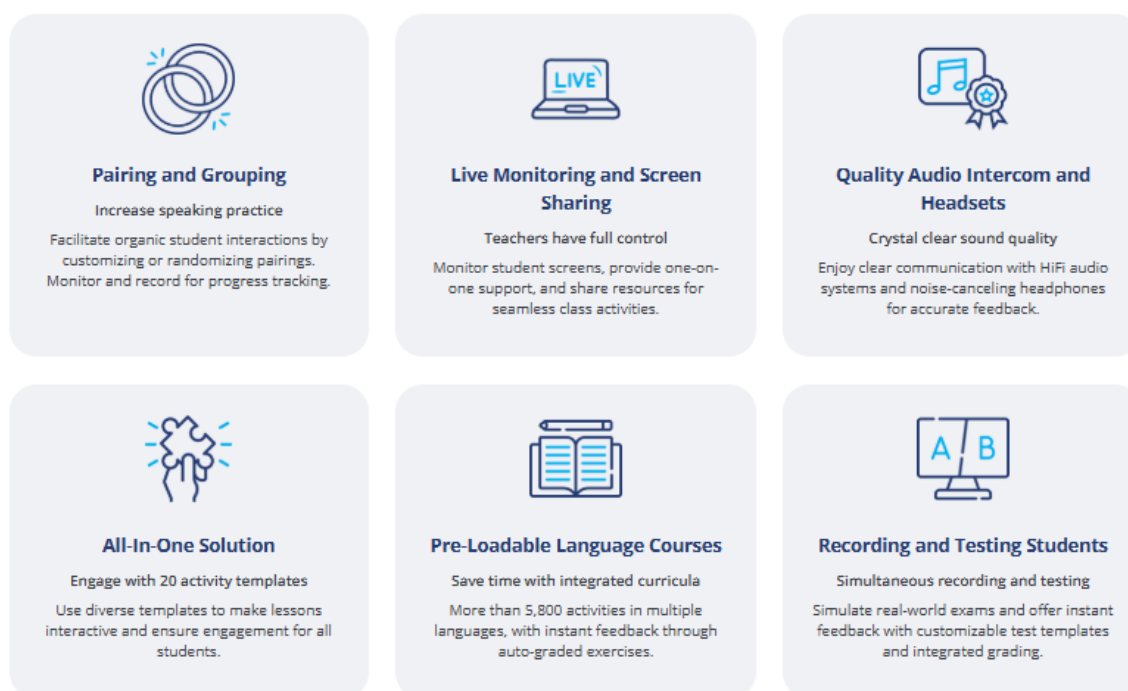 LIVE
Pairing and Grouping
Increase speaking practice
Facilitate organic student interactions by
customizing or randomizing pairings.
Monitor and record for progress tracking.
Live Monitoring and Screen
Sharing
Teachers have full control
Monitor student screens, provide one-on-
one support, and share resources for
seamless class activities.
Quality Audio Intercom and
Headsets
Crystal clear sound quality
Enjoy clear communication with HiFi audio
systems and noise-canceling headphones
for accurate feedback.
All-In-One Solution
Engage with 20 activity templates
Use diverse templates to make lessons
interactive and ensure engagement for all
students.
Pre-Loadable Language Courses
Save time with integrated curricula
More than 5,800 activities in multiple
languages, with instant feedback through
auto-graded exercises.
A B
Recording and Testing Students
Simultaneous recording and testing
Simulate real-world exams and offer instant
feedback with customizable test templates
and integrated grading.